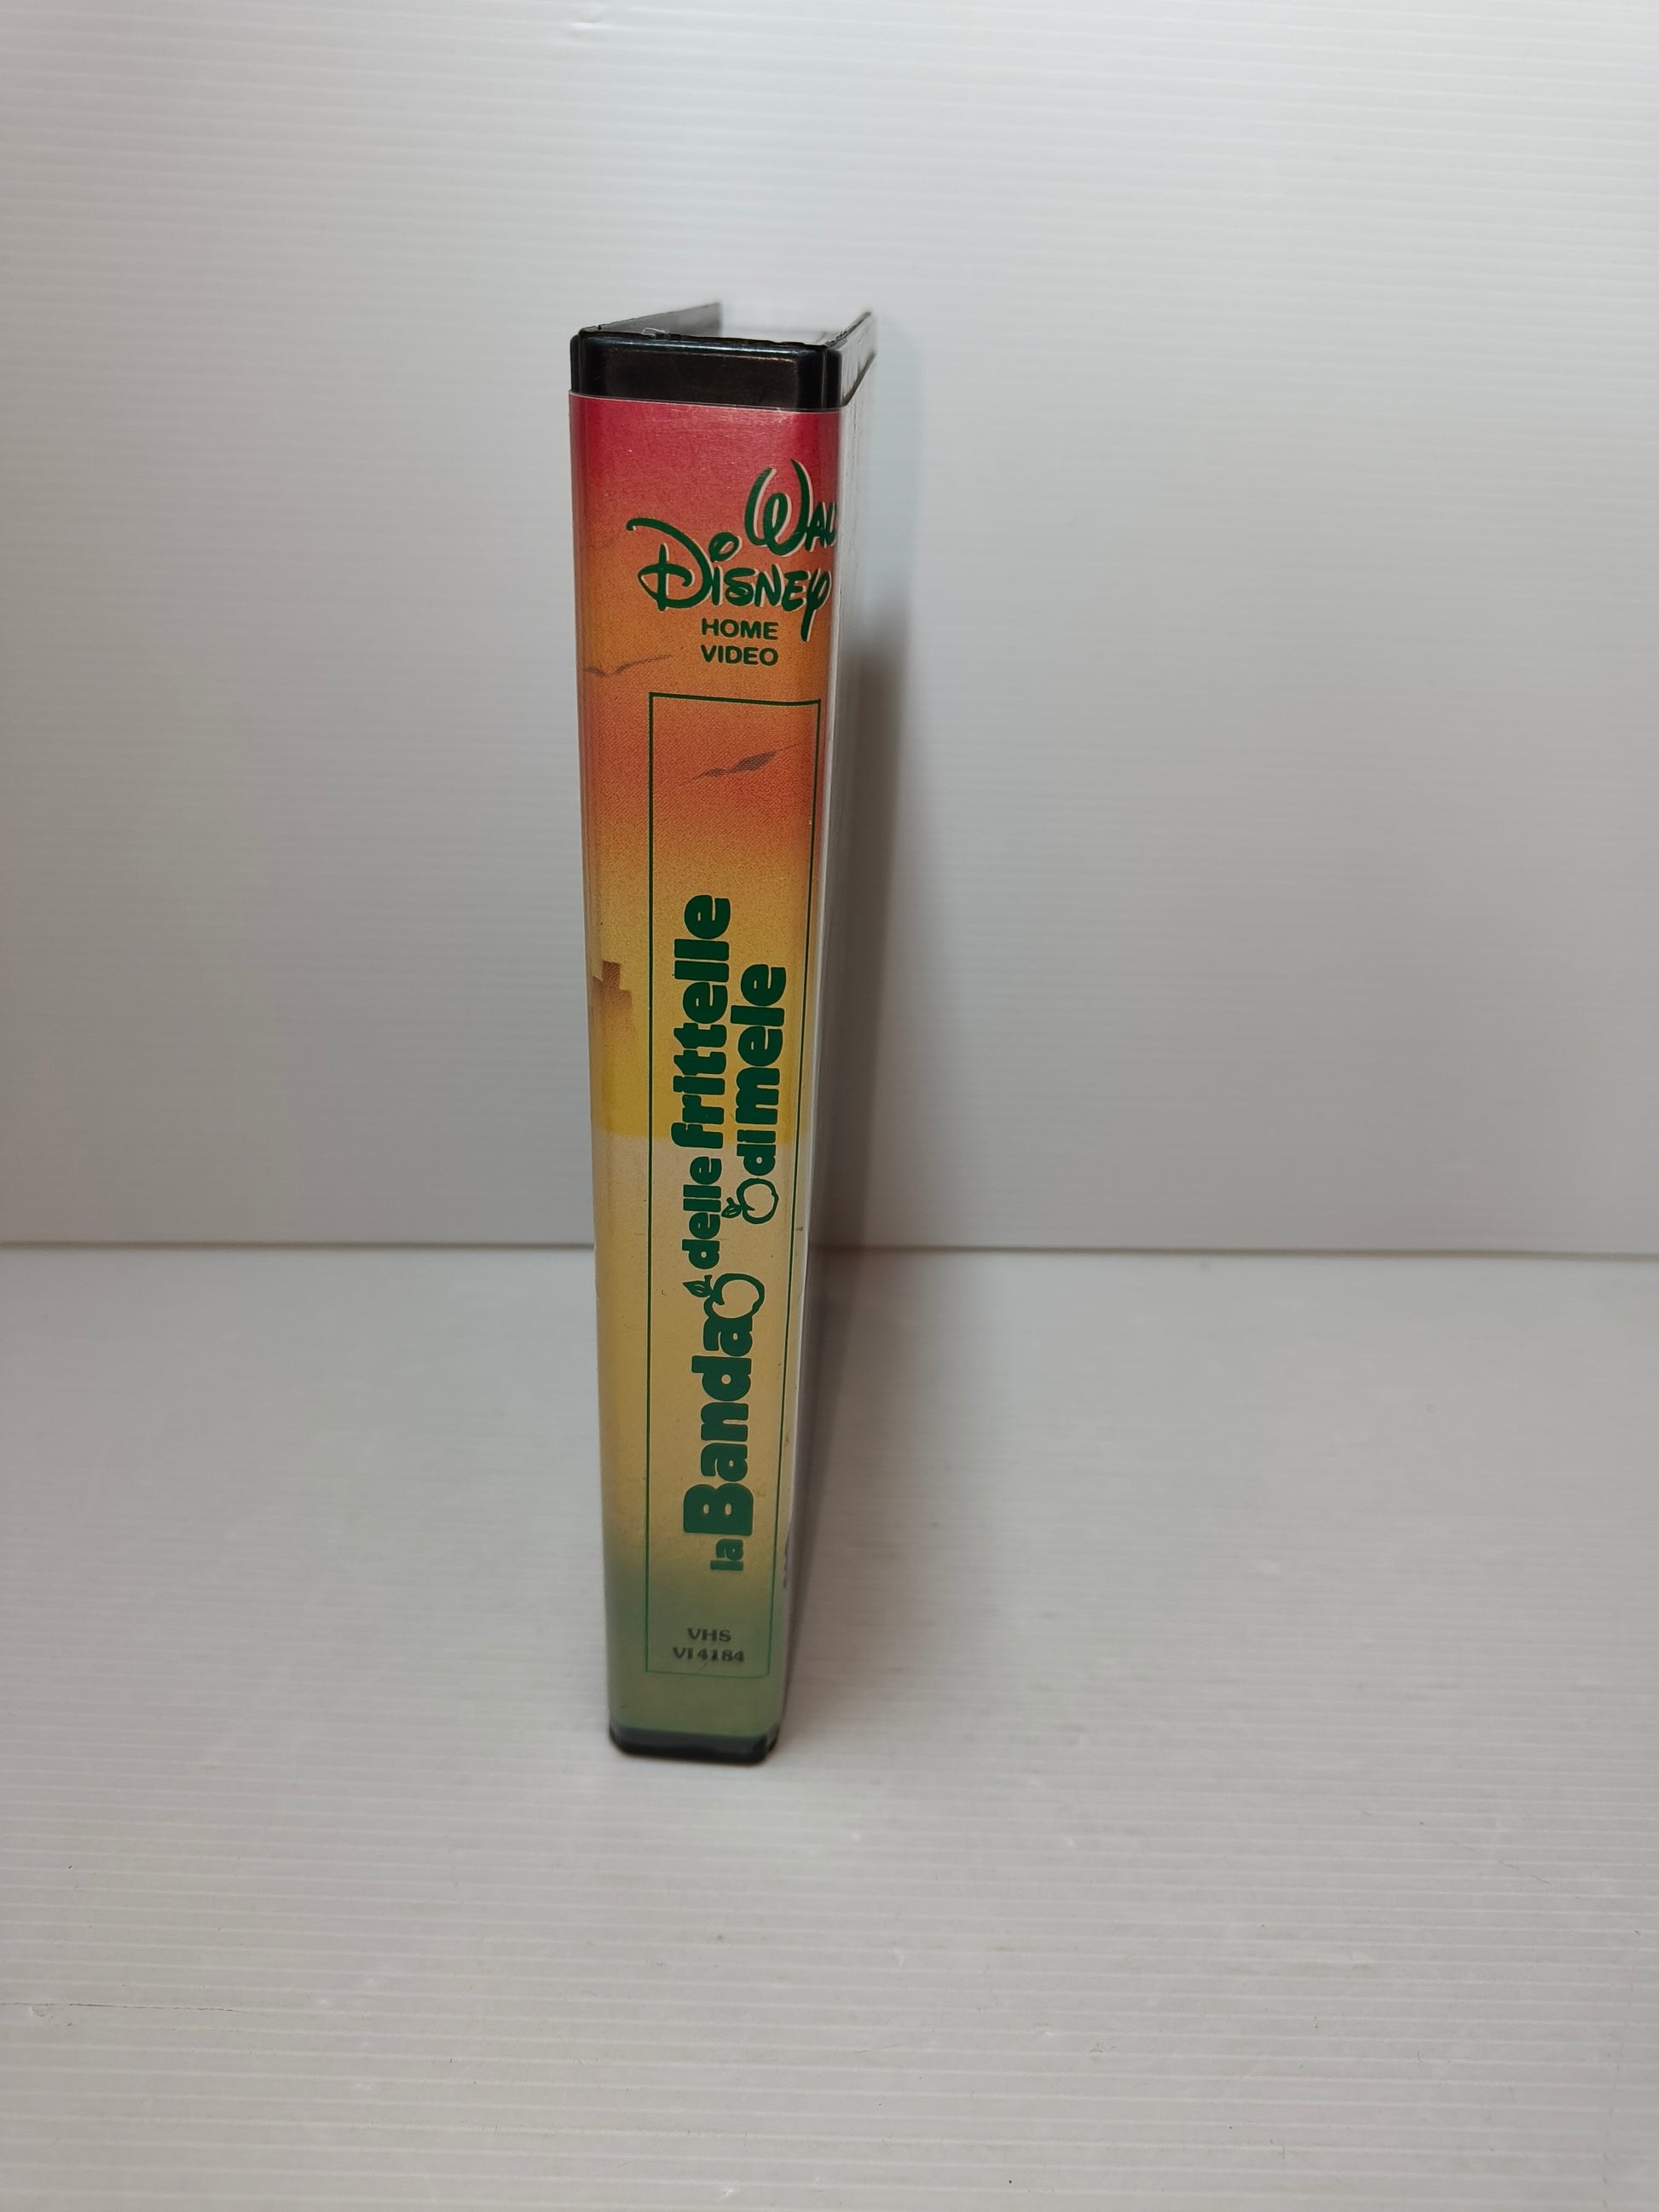 WALT
DISNEY
HOME
VIDEO
la Banda delle frittelle
di mele
VHS
VI 4184